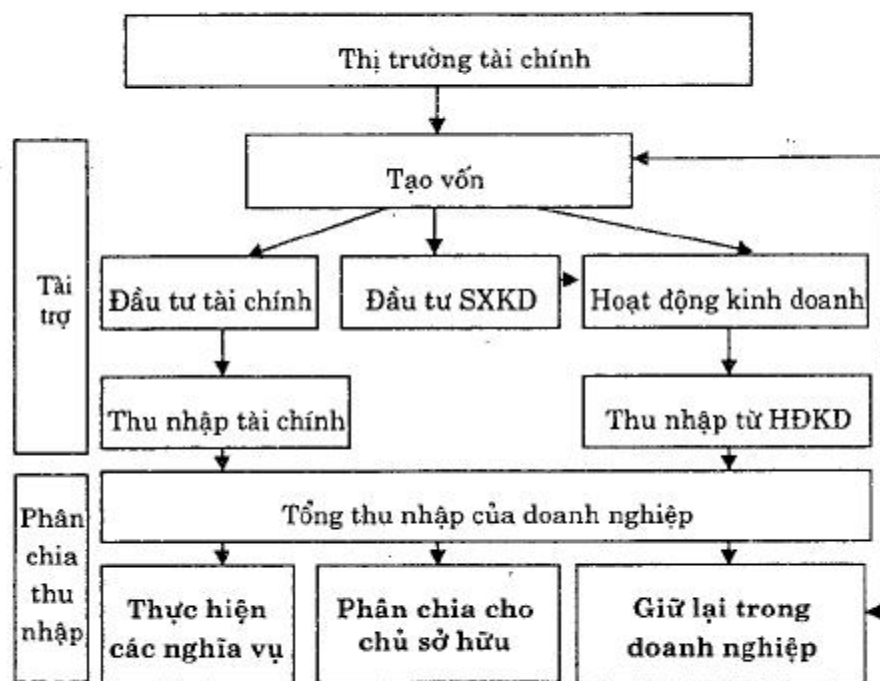 Thị trường tài chính
Tạo vốn
Tài
trợ
Đầu tư tài chính
Đầu tư SXKD
Hoạt động kinh doanh
Thu nhập tài chính
Thu nhập từ HĐKD
Phân
chia
thu
nhập
Tổng thu nhập của doanh nghiệp
Thực hiện
các nghĩa vụ
Phân chia cho
chủ sở hữu
Giữ lại trong
doanh nghiệp